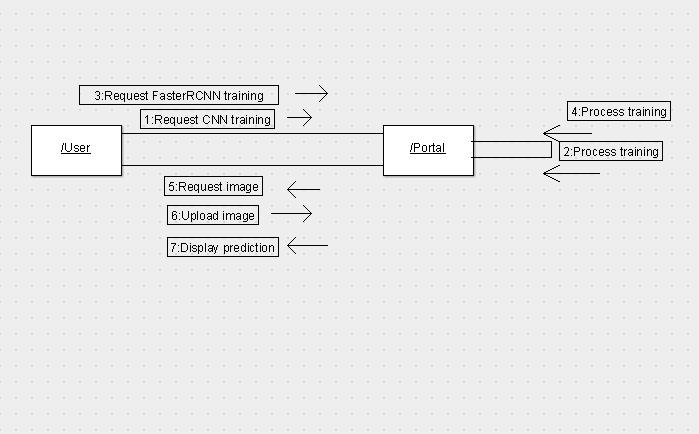 3:Request FasterRCNN training
1:Request CNN training
4:Process training
/User
/Portal
2:Process training
5:Request image
6:Upload image
7:Display prediction